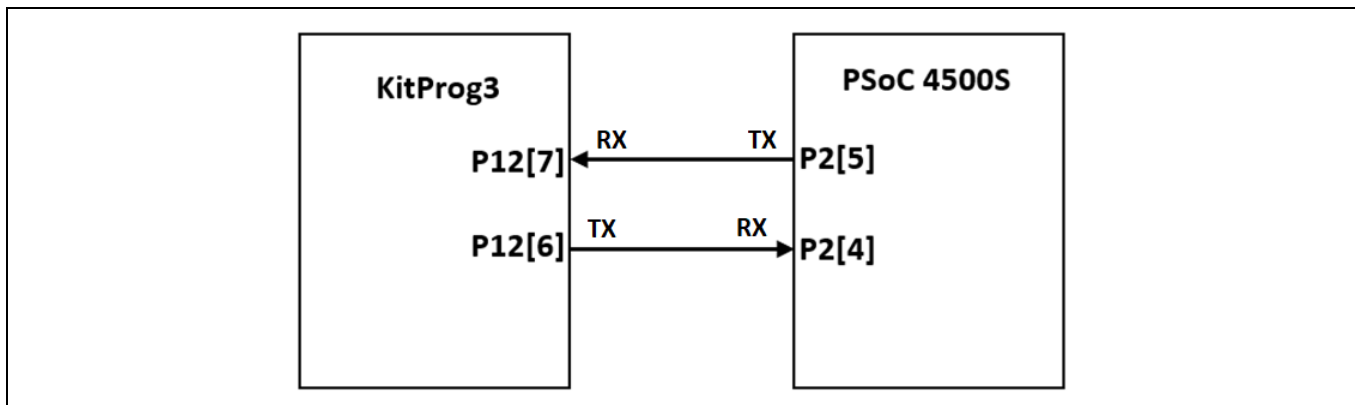 KitProg3
PSoC 4500S
RX TX
P12[7] P2[5]
TX RX
P12[6] P2[4]